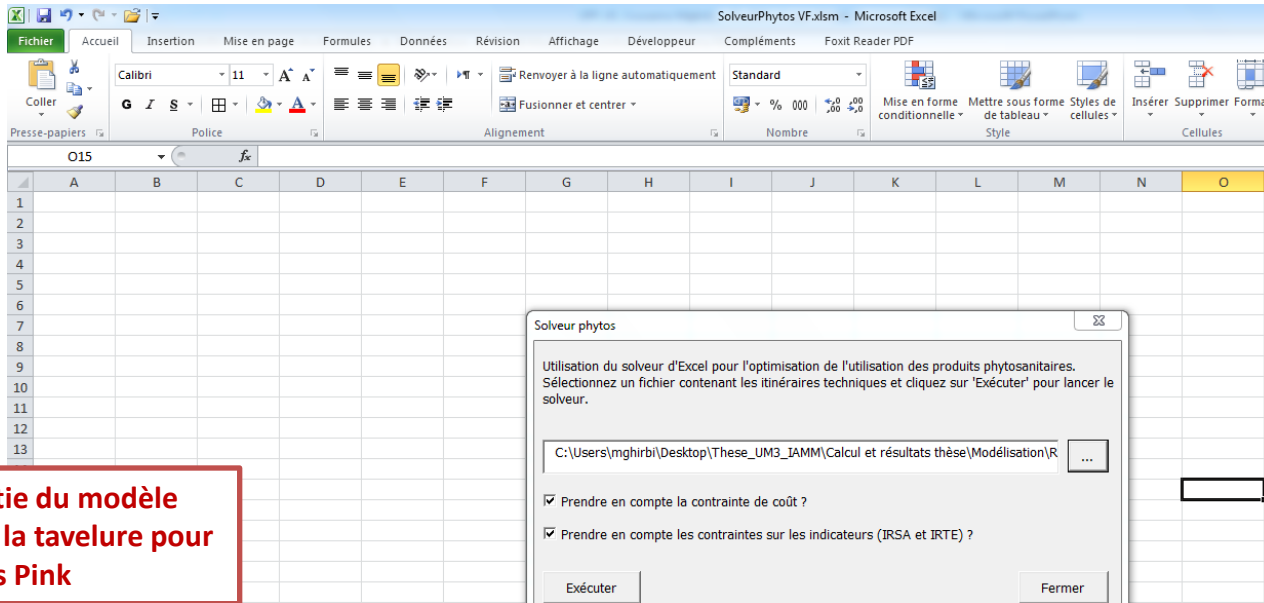 SolveurPhytos VF.xlsm - Microsoft Excel
Fichier Accueil Insertion Mise en page Formules Données Révision Affichage Développeur Compléments Foxit Reader PDF
Coller
Calibri 11
Renvoyer à la ligne automatiquement
Standard
G I S
Fusionner et centrer
% 000
Mise en forme conditionnelle
Mettre sous forme de tableau
Styles de cellules
Insérer Supprimer Forma
Presse-papiers Police Alignement Nombre Style Cellules
O15 fx
A B C D E F G H I J K L M N O
1
2
3
4
5
6
7
8
9
10
11
12
13
Solveur phytos
Utilisation du solveur d'Excel pour l'optimisation de l'utilisation des produits phytosanitaires.
Sélectionnez un fichier contenant les itinéraires techniques et cliquez sur 'Exécuter' pour lancer le
solveur.
C:\Users\mghirbi\Desktop\These_UM3_IAMM\Calcul et résultats thèse\Modélisation\R ...
Prendre en compte la contrainte de coût ?
Prendre en compte les contraintes sur les indicateurs (IRSA et IRTE) ?
Exécuter Fermer
tie du modèle
la tavelure pour
s Pink